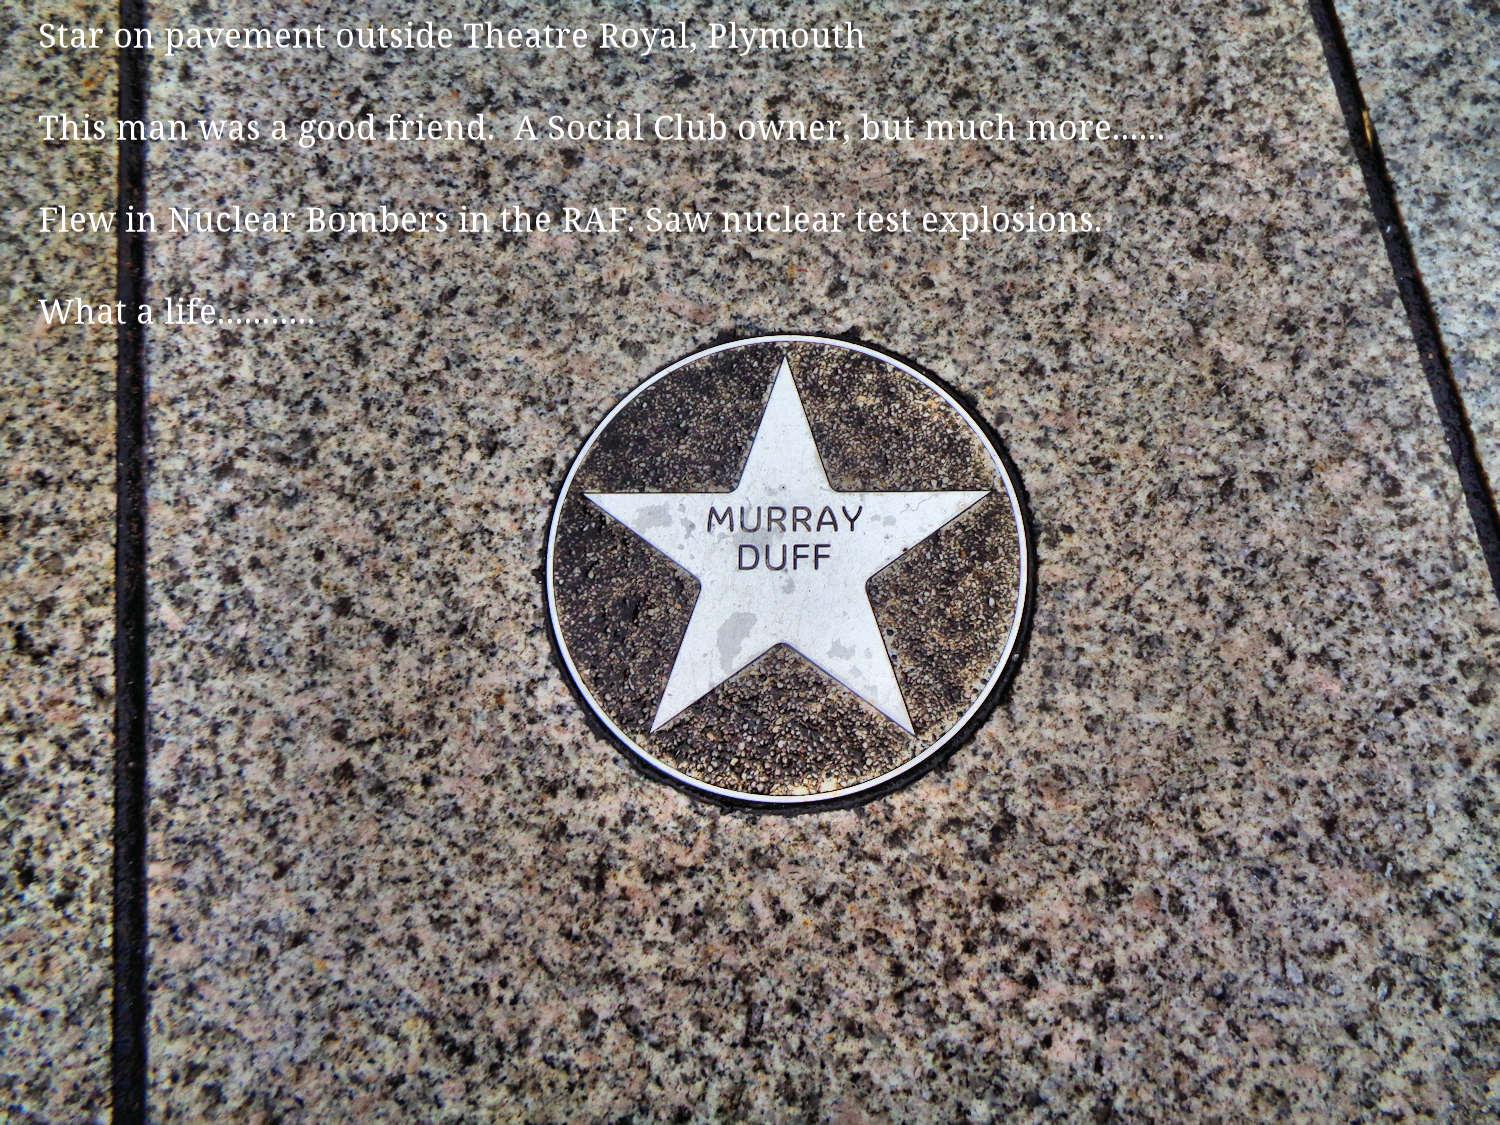 Star on pavement outside Theatre Royal, Plymouth
This man was a good friend.  A Social Club owner, but much more......
Flew in Nuclear Bombers in the RAF. Saw nuclear test explosions.
What a life...........
MURRAY
DUFF